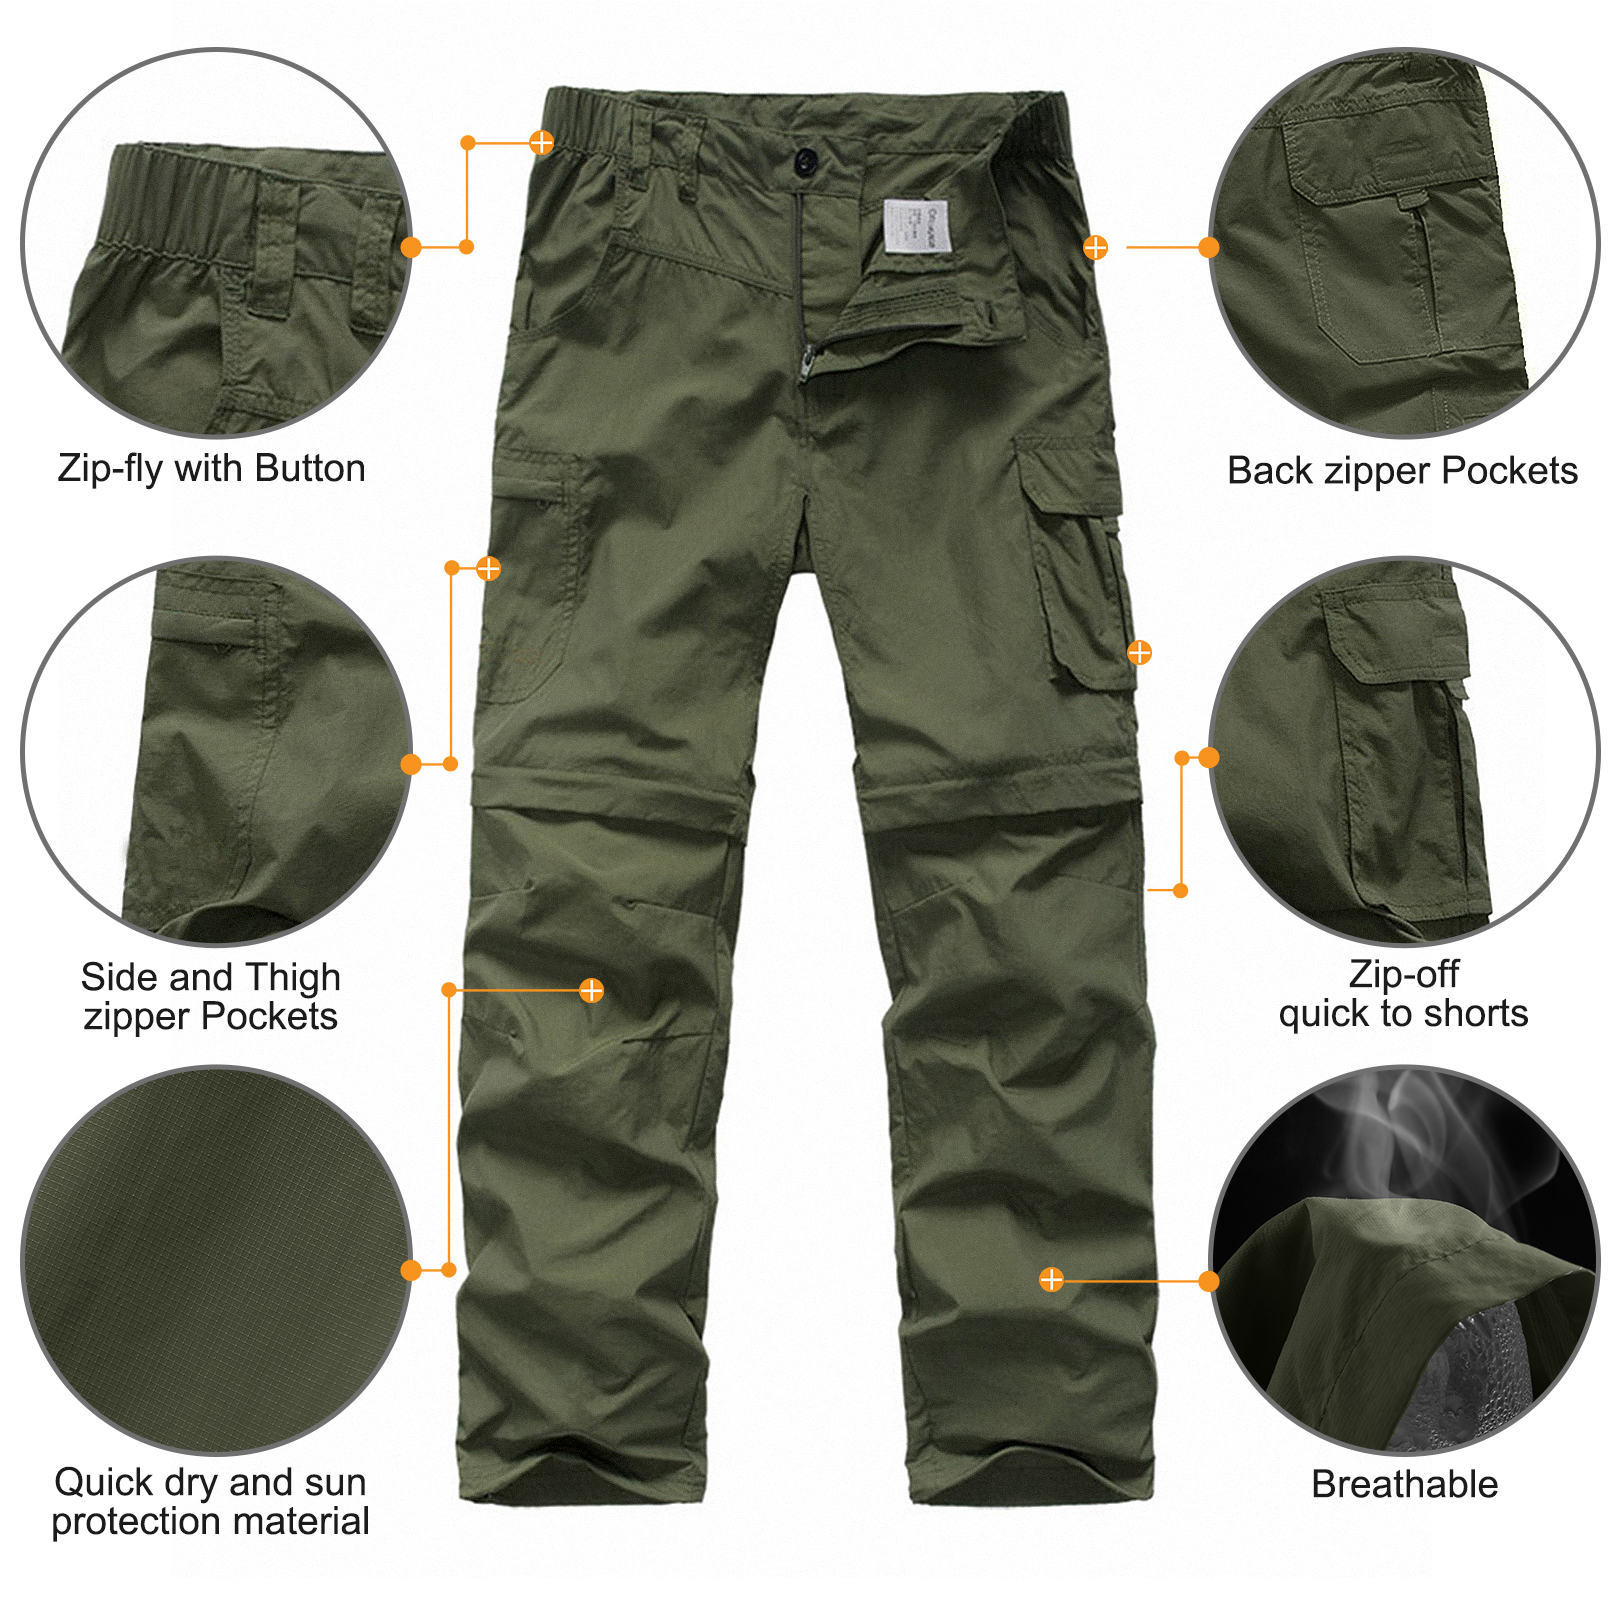 Zip-fly with Button
Back zipper Pockets
Side and Thigh
zipper Pockets
Zip-off
quick to shorts
Quick dry and sun
protection material
Breathable